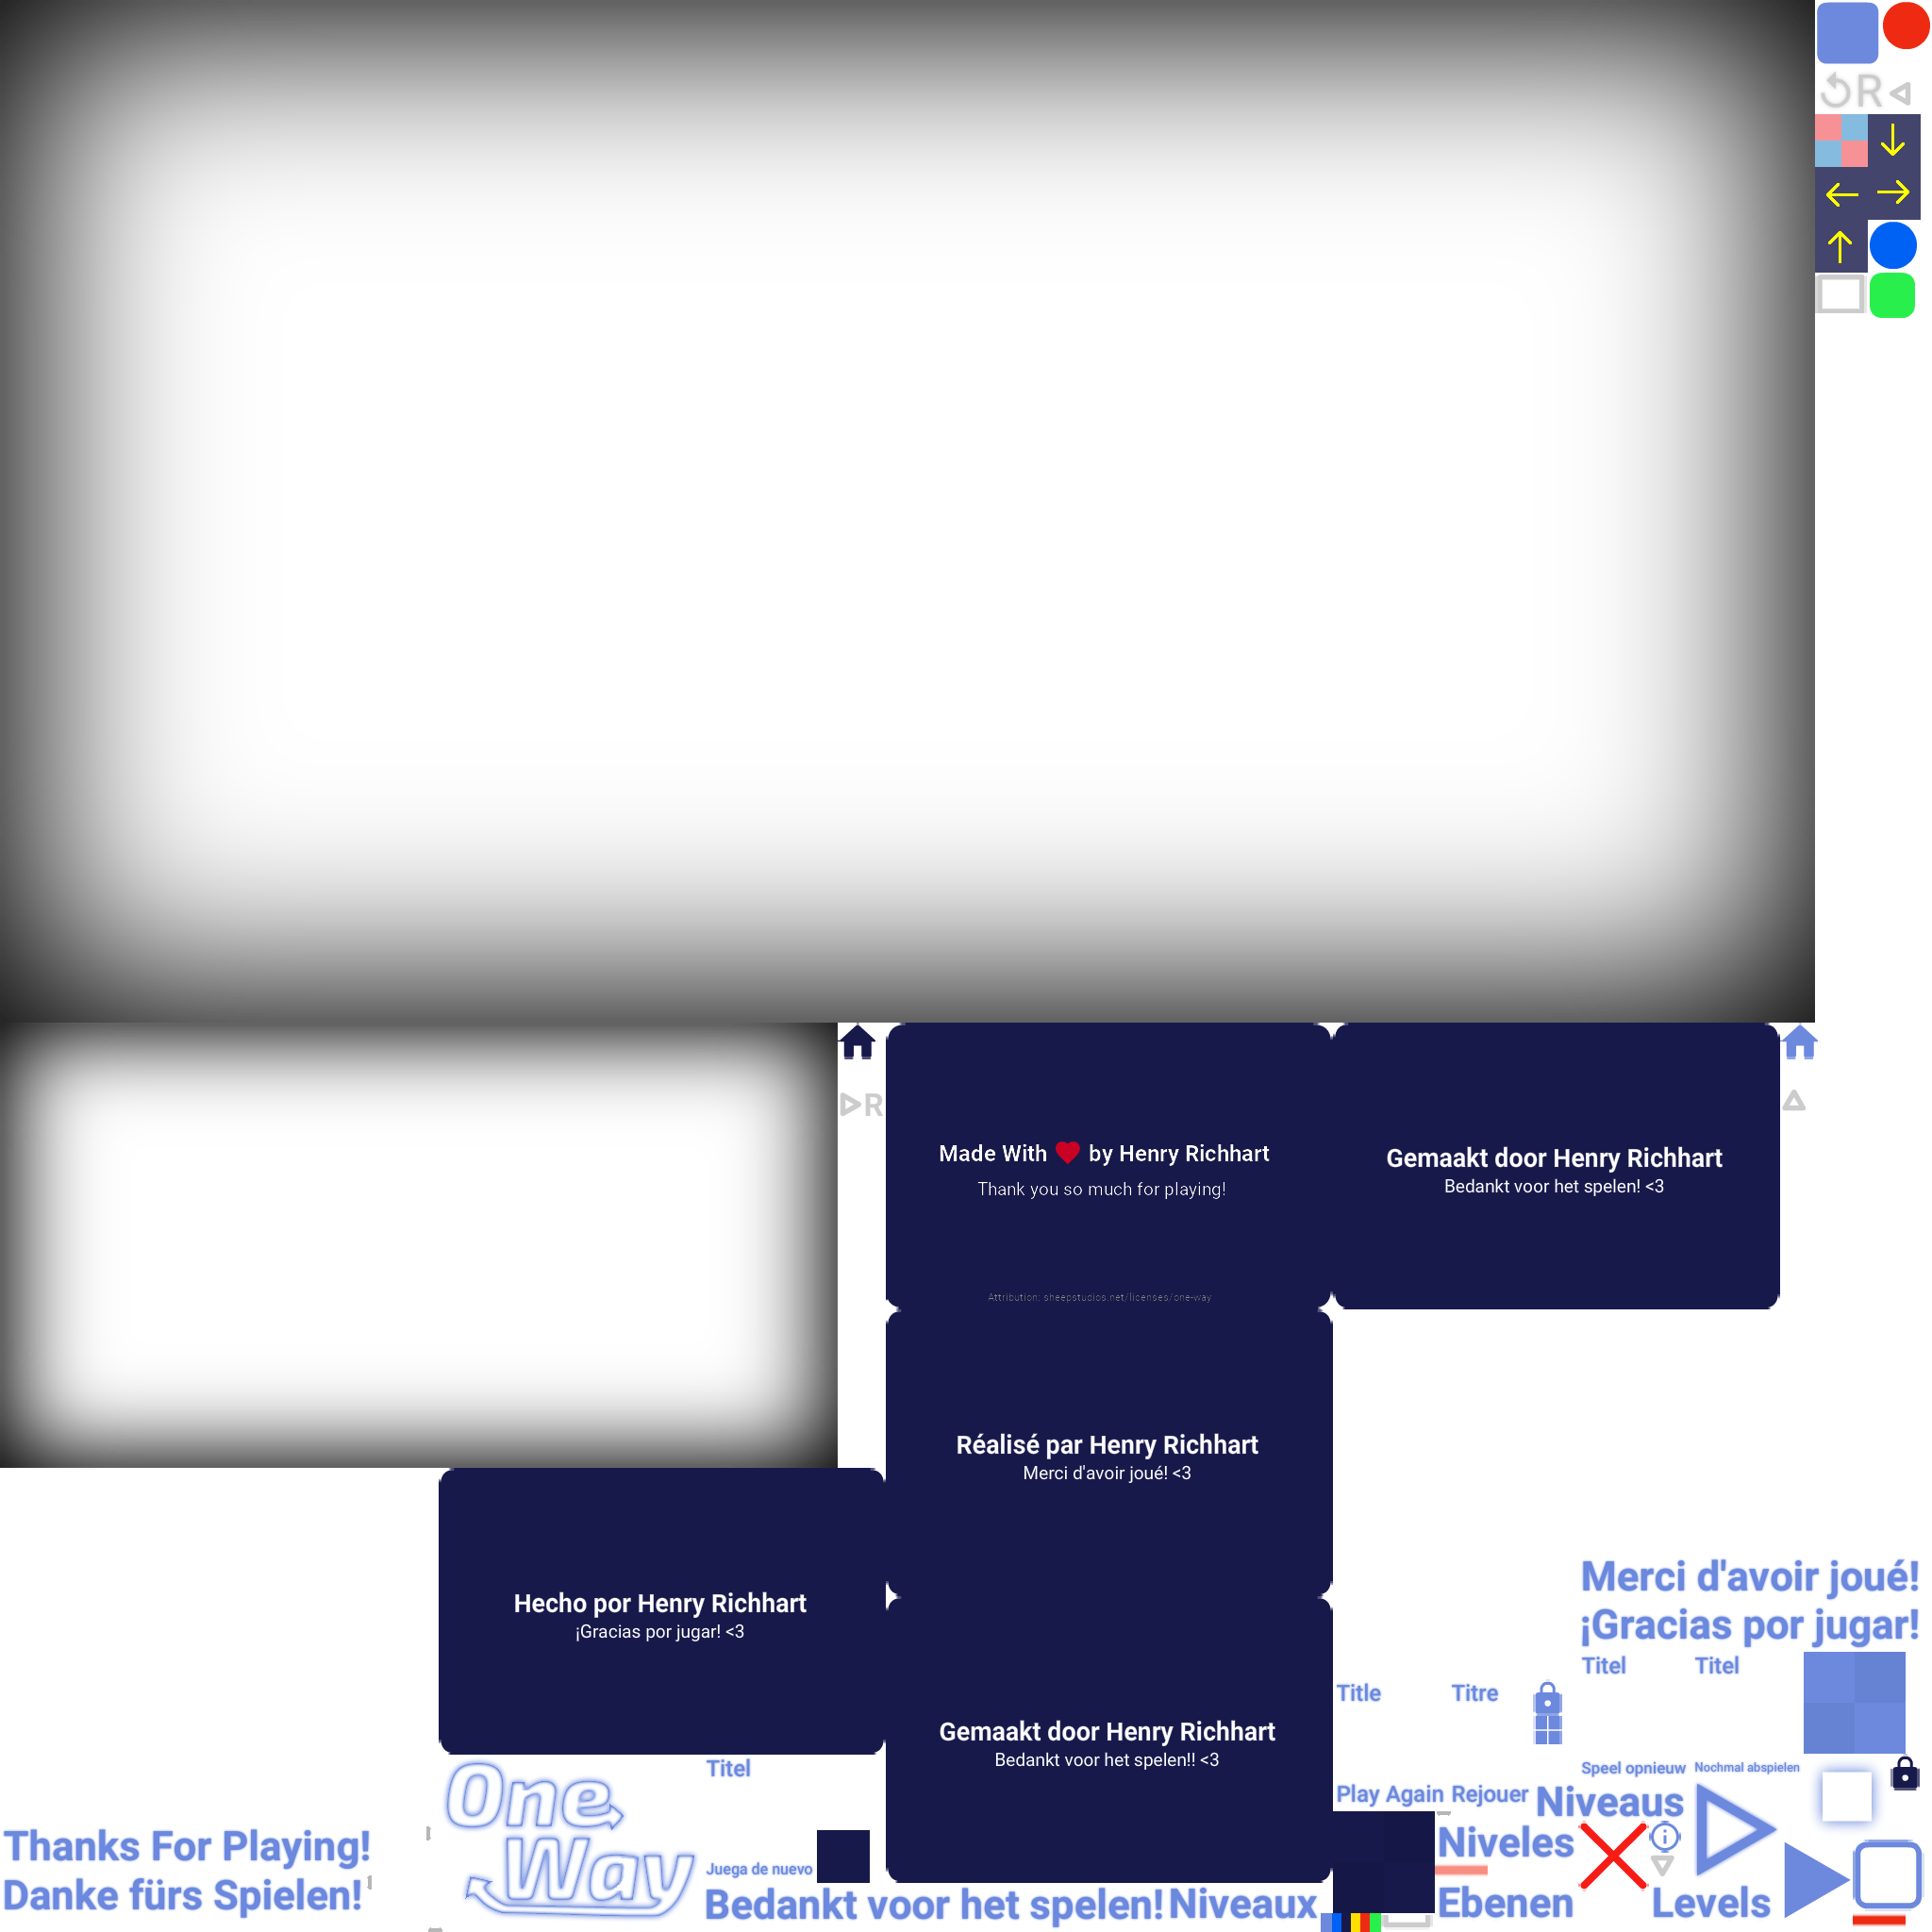 R
R
Made With ❤ by Henry Richhart
Thank you so much for playing!
Attribution: sheepstudios.net/licenses/one-way
Gemaakt door Henry Richhart
Bedankt voor het spelen! <3
Réalisé par Henry Richhart
Merci d'avoir joué! <3
Hecho por Henry Richhart
¡Gracias por jugar! <3
Gemaakt door Henry Richhart
Bedankt voor het spelen!! <3
Merci d'avoir joué!
¡Gracias por jugar!
Titel
Titel
Title
Titre
Titel
Speel opnieuw
Nochmal abspielen
Play Again
Rejouer
Niveaus
One
Way
Thanks For Playing!
Danke fürs Spielen!
Juega de nuevo
Niveles
Bedankt voor het spelen!
Niveaux
Ebenen
Levels